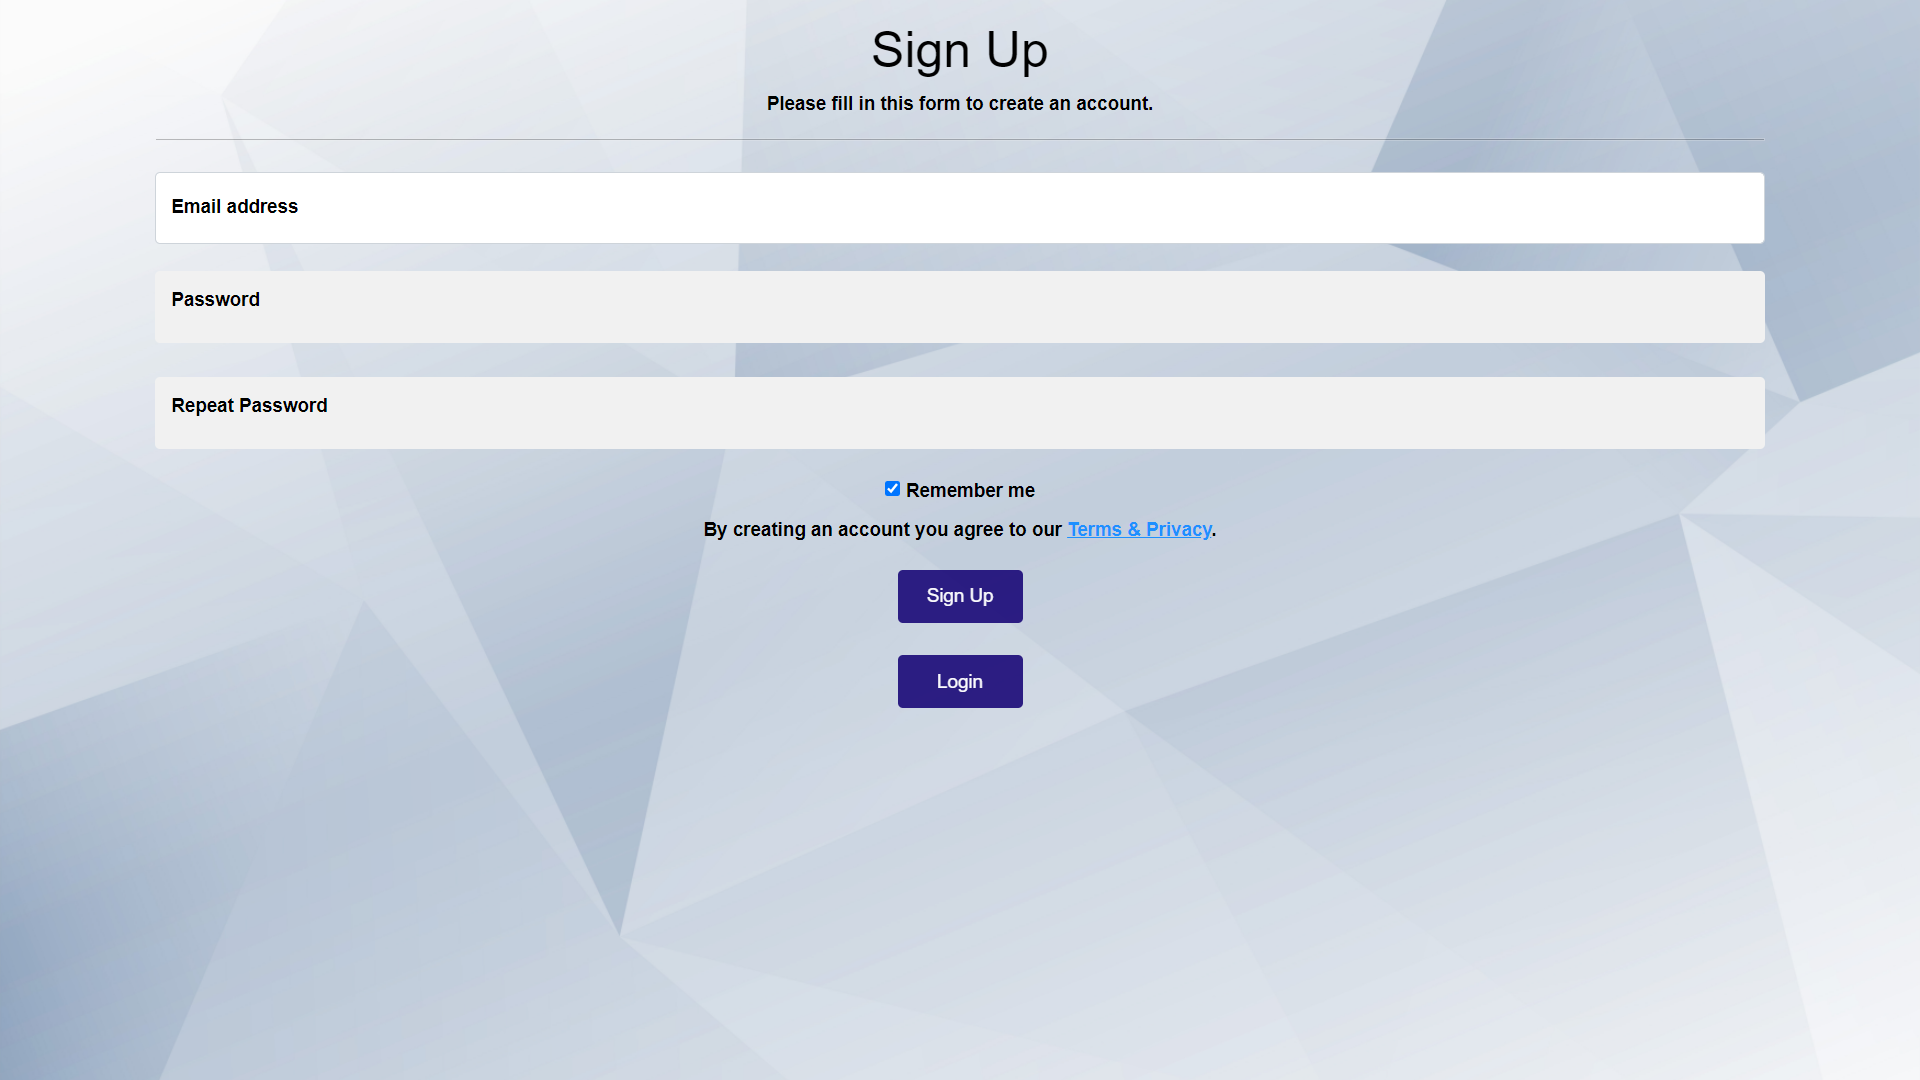 Sign Up
Please fill in this form to create an account.
Email address
Password
Repeat Password
Remember me
By creating an account you agree to our Terms & Privacy.
Sign Up
Login